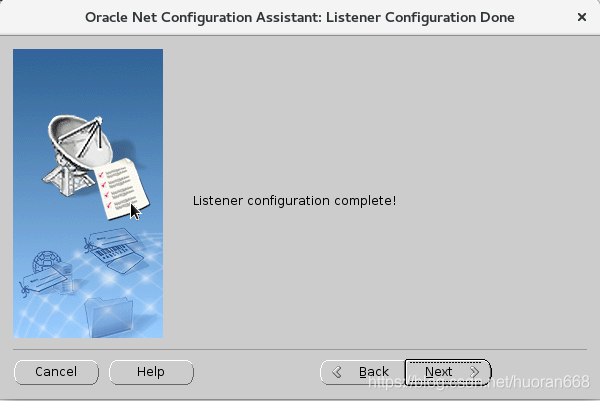 Oracle Net Configuration Assistant: Listener Configuration Done
Listener configuration complete!
Cancel
Help
Back
Next
https://blog.csdn.net/huoran668